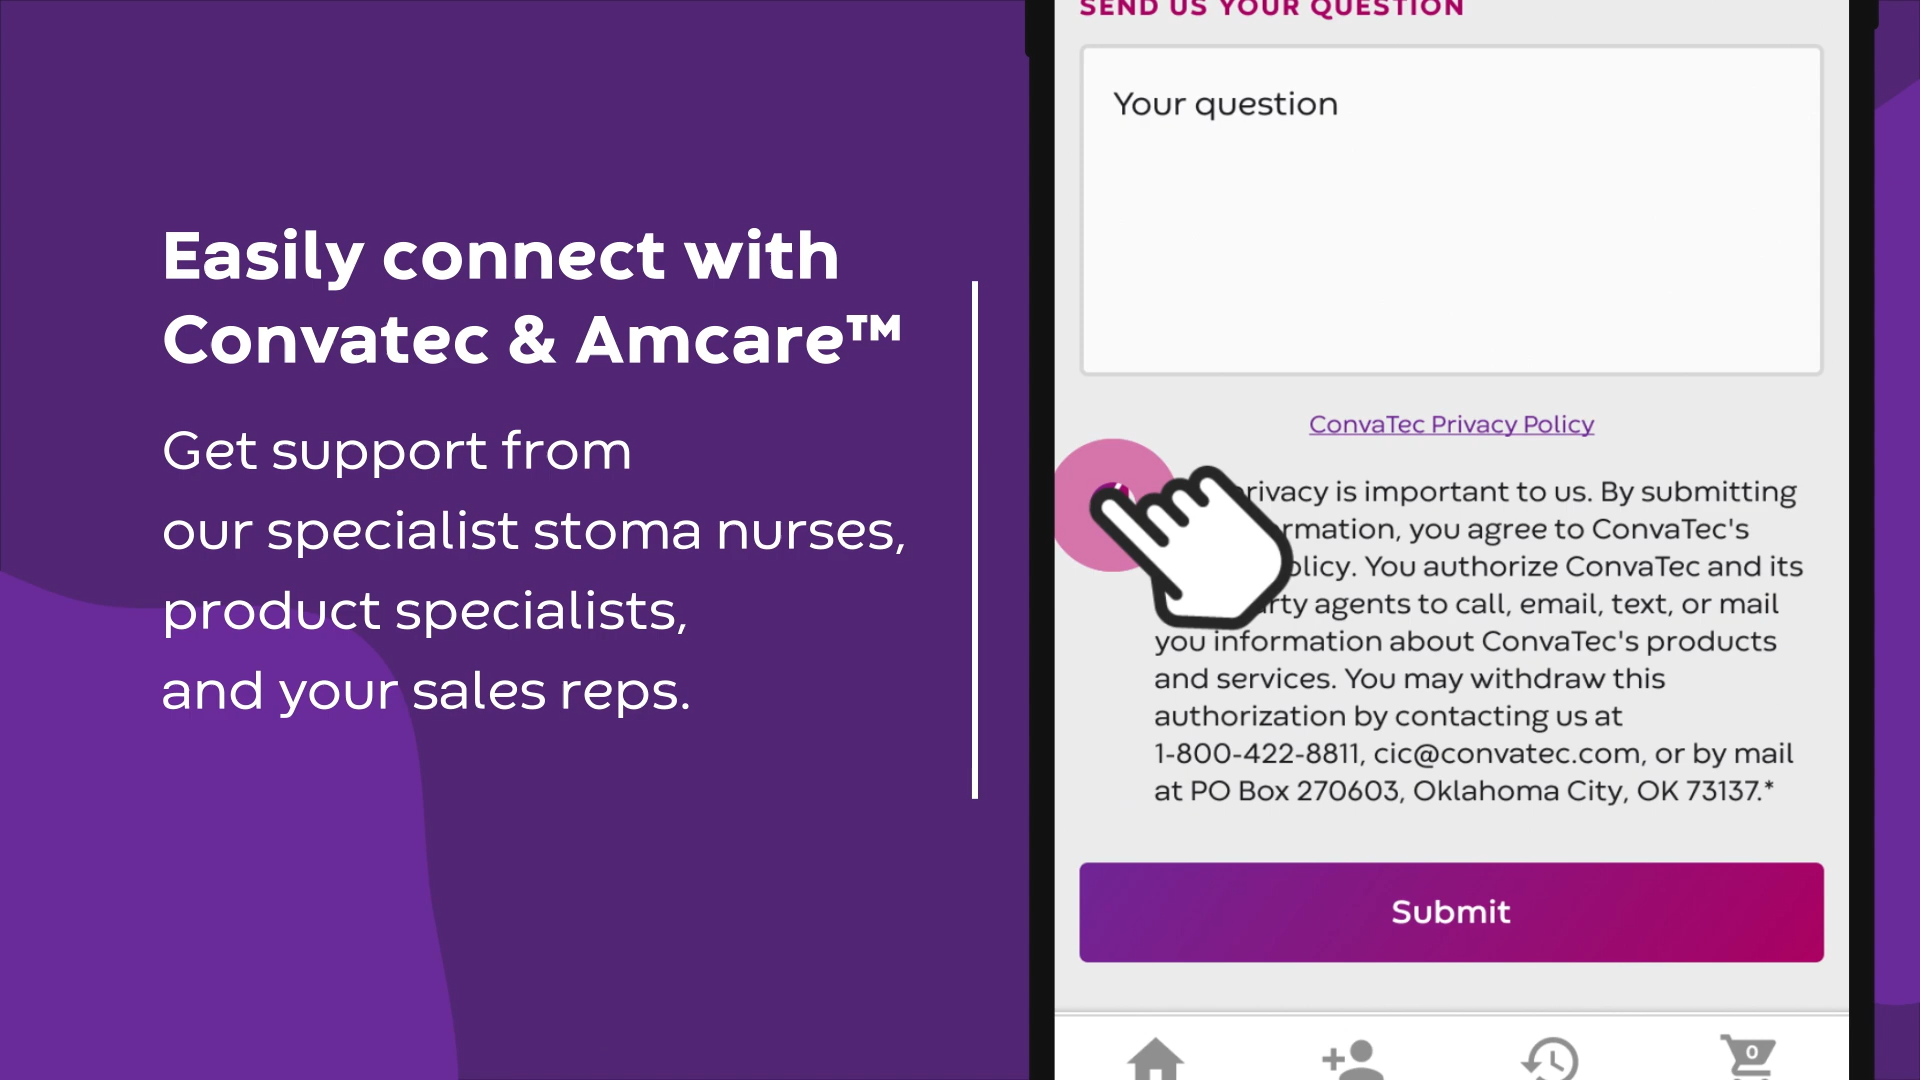 Easily connect with
Convatec & Amcare™
Get support from
our specialist stoma nurses,
product specialists,
and your sales reps.
SEND US YOUR QUESTION
Your question
ConvaTec Privacy Policy
privacy is important to us. By submitting
you agree to ConvaTec's
You authorize ConvaTec and its
agents to call, email, text, or mail
you information about ConvaTec's products
and services. You may withdraw this
authorization by contacting us at
1-800-422-8811, cic@convatec.com, or by mail
at PO Box 270603, Oklahoma City, OK 73137.*
Submit
0